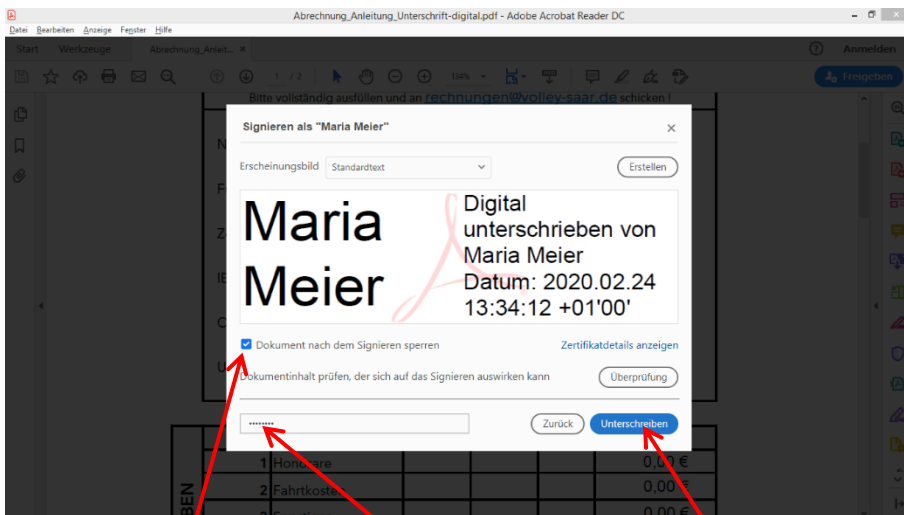 Abrechnung_Anleitung_Unterschrift-digital.pdf - Adobe Acrobat Reader DC
Datei Bearbeiten Anzeige Fenster Hilfe
Start Werkzeuge Abrechnung_Anleit... × Anmelden
1 / 2 134% Freigeben
Bitte vollständig ausfüllen und an rechnungen@volley-saar.de schicken !
Signieren als "Maria Meier"
Erscheinungsbild Standardtext Erstellen
Maria
Meier
Digital
unterschrieben von
Maria Meier
Datum: 2020.02.24
13:34:12 +01'00'
Dokument nach dem Signieren sperren Zertifikatdetails anzeigen
Dokumentinhalt prüfen, der sich auf das Signieren auswirken kann Überprüfung
Zurück Unterschreiben
1 Honorare 0,00 €
2 Fahrtkosten 0,00 €
0,00 €